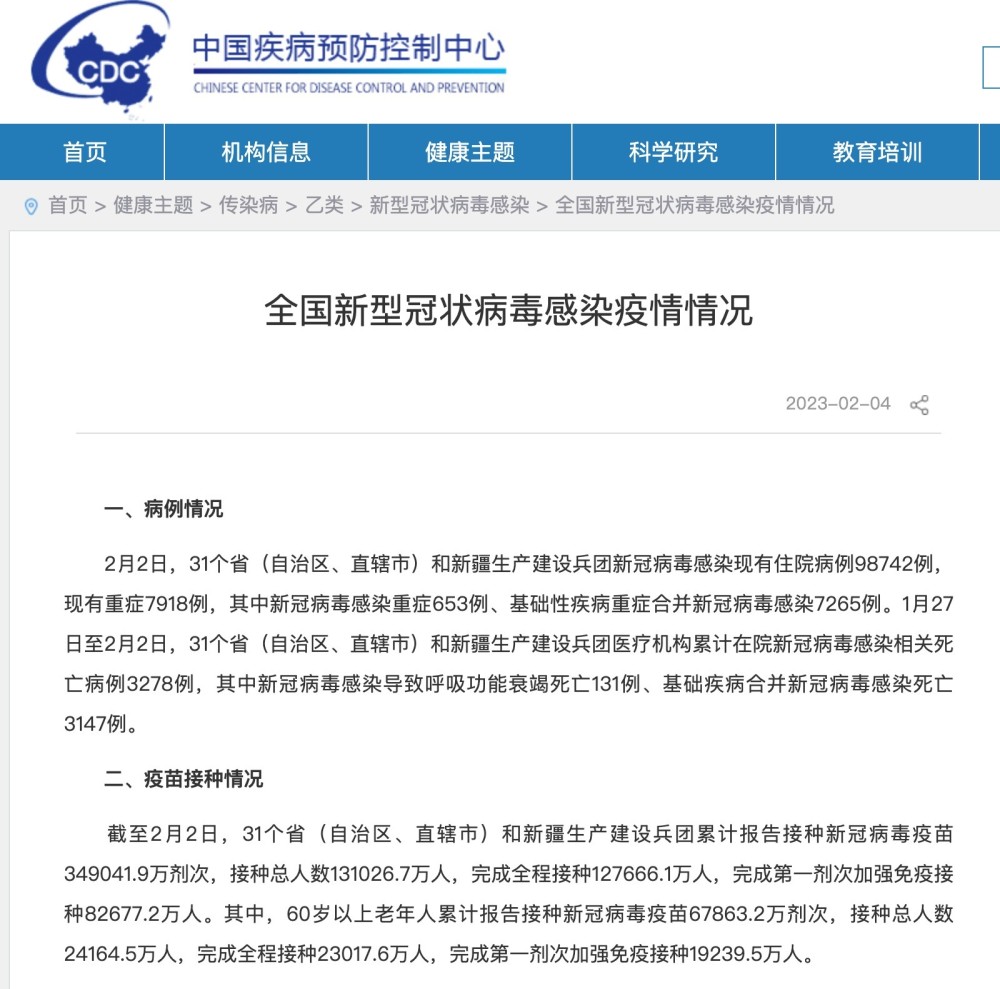 CDC
中国疾病预防控制中心
CHINESE CENTER FOR DISEASE CONTROL AND PREVENTION
首页 机构信息 健康主题 科学研究 教育培训
首页 > 健康主题 > 传染病 > 乙类 > 新型冠状病毒感染 > 全国新型冠状病毒感染疫情情况
全国新型冠状病毒感染疫情情况
2023-02-04
一、病例情况
2月2日，31个省（自治区、直辖市）和新疆生产建设兵团新冠病毒感染现有住院病例98742例，
现有重症7918例，其中新冠病毒感染重症653例、基础性疾病重症合并新冠病毒感染7265例。1月27
日至2月2日，31个省（自治区、直辖市）和新疆生产建设兵团医疗机构累计在院新冠病毒感染相关死
亡病例3278例，其中新冠病毒感染导致呼吸功能衰竭死亡131例、基础疾病合并新冠病毒感染死亡
3147例。
二、疫苗接种情况
截至2月2日，31个省（自治区、直辖市）和新疆生产建设兵团累计报告接种新冠病毒疫苗
349041.9万剂次，接种总人数131026.7万人，完成全程接种127666.1万人，完成第一剂次加强免疫接
种82677.2万人。其中，60岁以上老年人累计报告接种新冠病毒疫苗67863.2万剂次，接种总人数
24164.5万人，完成全程接种23017.6万人，完成第一剂次加强免疫接种19239.5万人。